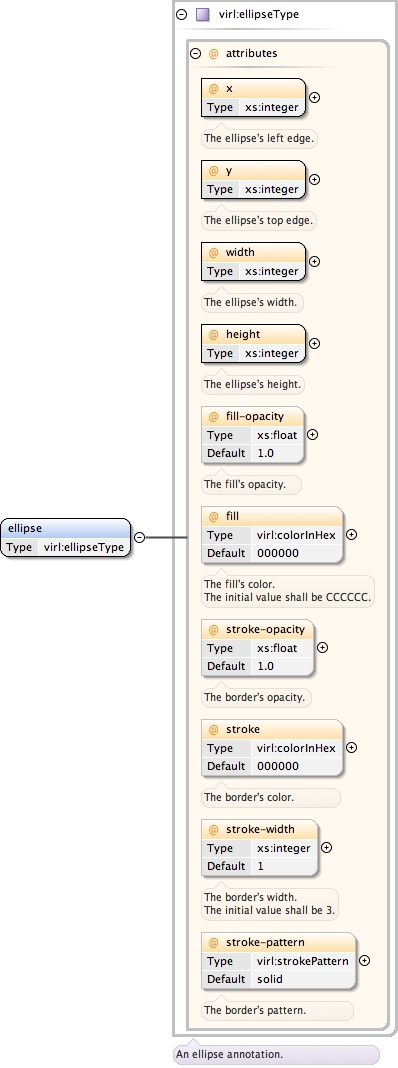 virl:ellipseType
@ attributes
@ x
Type xs:integer
The ellipse's left edge.
@ y
Type xs:integer
The ellipse's top edge.
@ width
Type xs:integer
The ellipse's width.
@ height
Type xs:integer
The ellipse's height.
@ fill-opacity
Type xs:float
Default 1.0
The fill's opacity.
@ fill
Type virl:colorInHex
Default 000000
The fill's color.
The initial value shall be CCCCCC.
ellipse
Type virl:ellipseType
@ stroke-opacity
Type xs:float
Default 1.0
The border's opacity.
@ stroke
Type virl:colorInHex
Default 000000
The border's color.
@ stroke-width
Type xs:integer
Default 1
The border's width.
The initial value shall be 3.
@ stroke-pattern
Type virl:strokePattern
Default solid
The border's pattern.
An ellipse annotation.